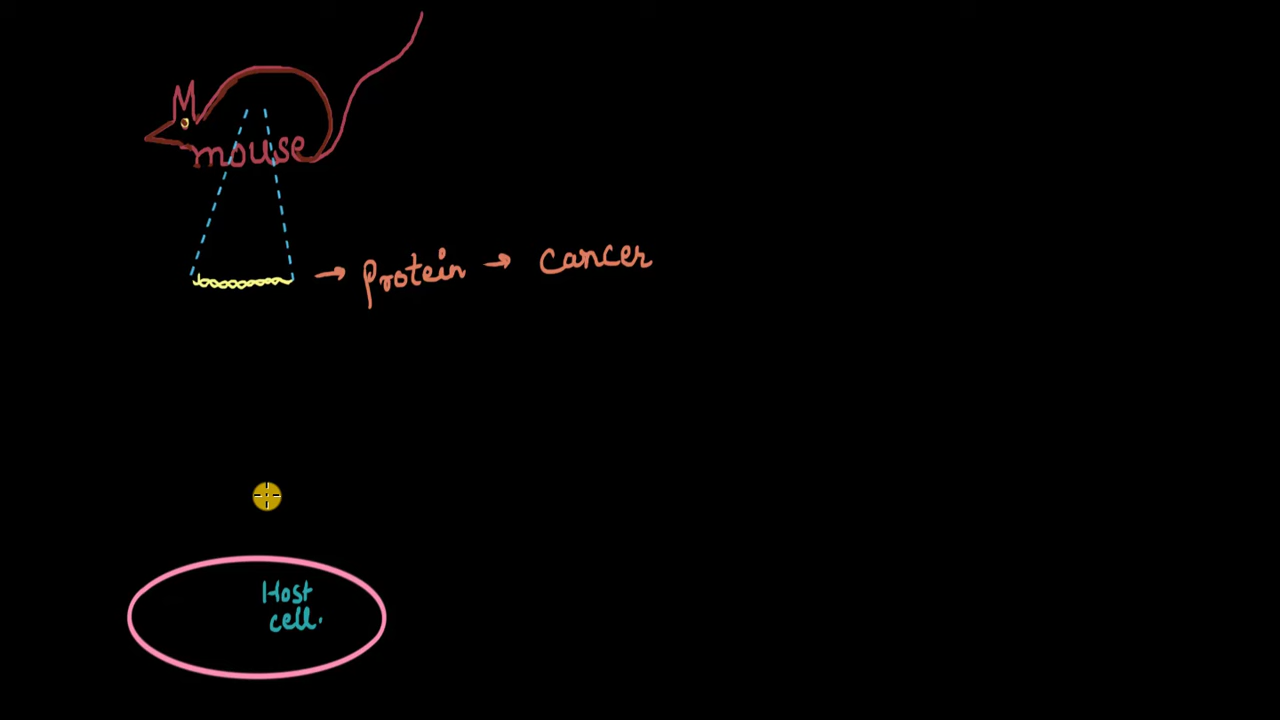 mouse
→ protein → cancer
Host
cell.